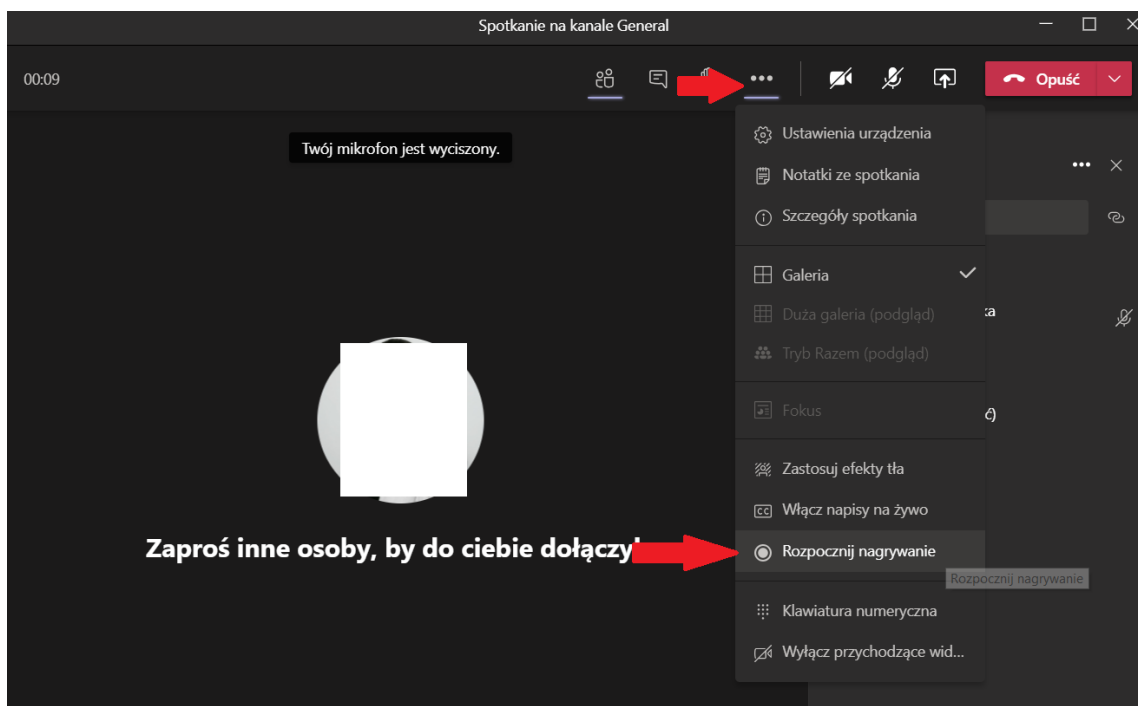 Spotkanie na kanale General
00:09
Opuść
Twój mikrofon jest wyciszony.
Ustawienia urządzenia
Notatki ze spotkania
Szczegóły spotkania
Galeria
Duża galeria (podgląd)
Tryb Razem (podgląd)
Fokus
Zastosuj efekty tła
CC Włącz napisy na żywo
Zaproś inne osoby, by do ciebie
Rozpocznij nagrywanie
Rozpocznij nagrywanie
Klawiatura numeryczna
Wyłącz przychodzące wid...